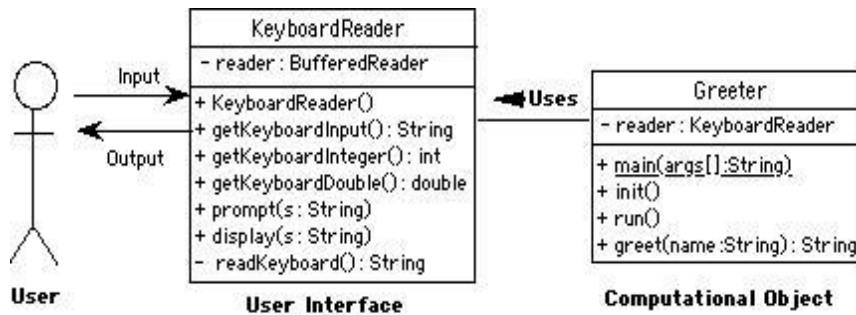 KeyboardReader
- reader : BufferedReader
+ KeyboardReader()
+ getKeyboardInput() : String
+ getKeyboardInteger() : int
+ getKeyboardDouble() : double
+ prompt(s : String)
+ display(s : String)
- readKeyboard() : String
Input
Output
User
User Interface
Uses
Greeter
- reader : KeyboardReader
+ main(args[] :String)
+ init()
+ run()
+ greet(name :String) : String
Computational Object